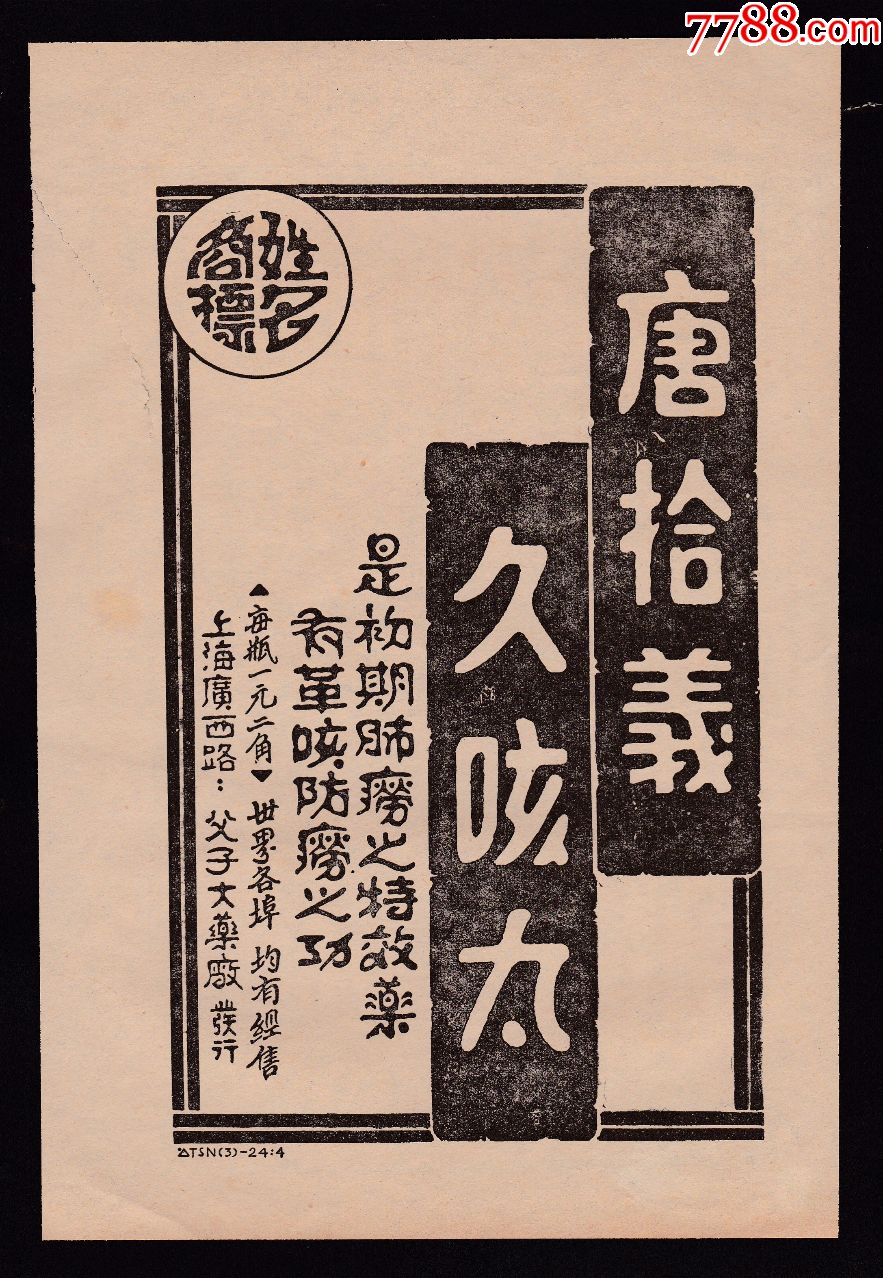 7788.com
唐拾義
久咳丸
姓名
商標
是初期肺癆之特效藥
有革咳防癆之功
▲每瓶一元二角▼ 世界各埠 均有經售
上海廣西路：父子大藥廠 發行
△TSN(3)-24:4